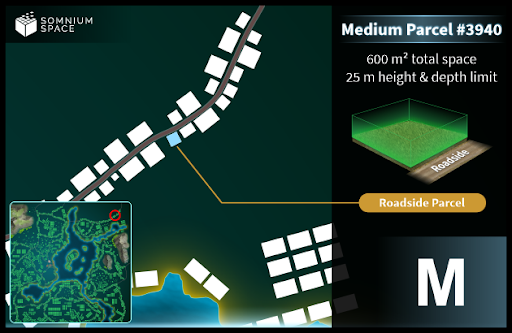 SOMNIUM
SPACE
Medium Parcel #3940
600 m² total space
25 m height & depth limit
Roadside
Roadside Parcel
M